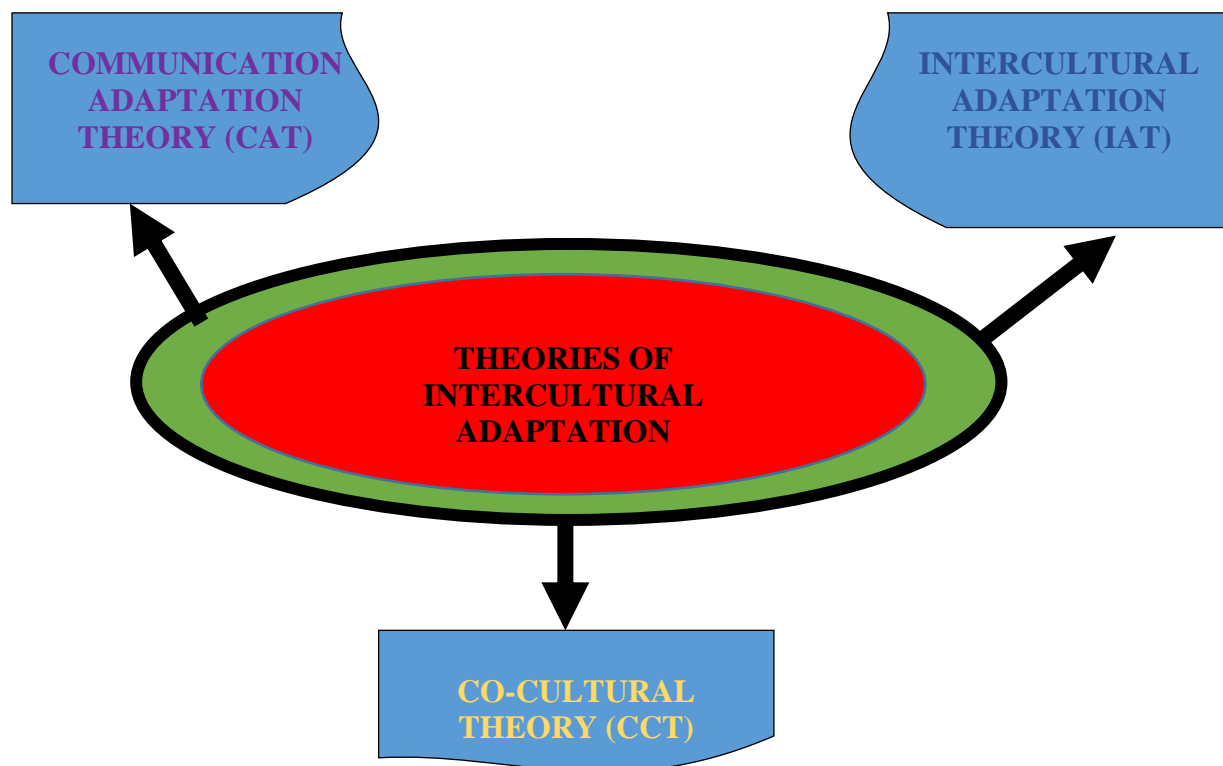 COMMUNICATION
ADAPTATION
THEORY (CAT)
INTERCULTURAL
ADAPTATION
THEORY (IAT)
THEORIES OF
INTERCULTURAL
ADAPTATION
CO-CULTURAL
THEORY (CCT)